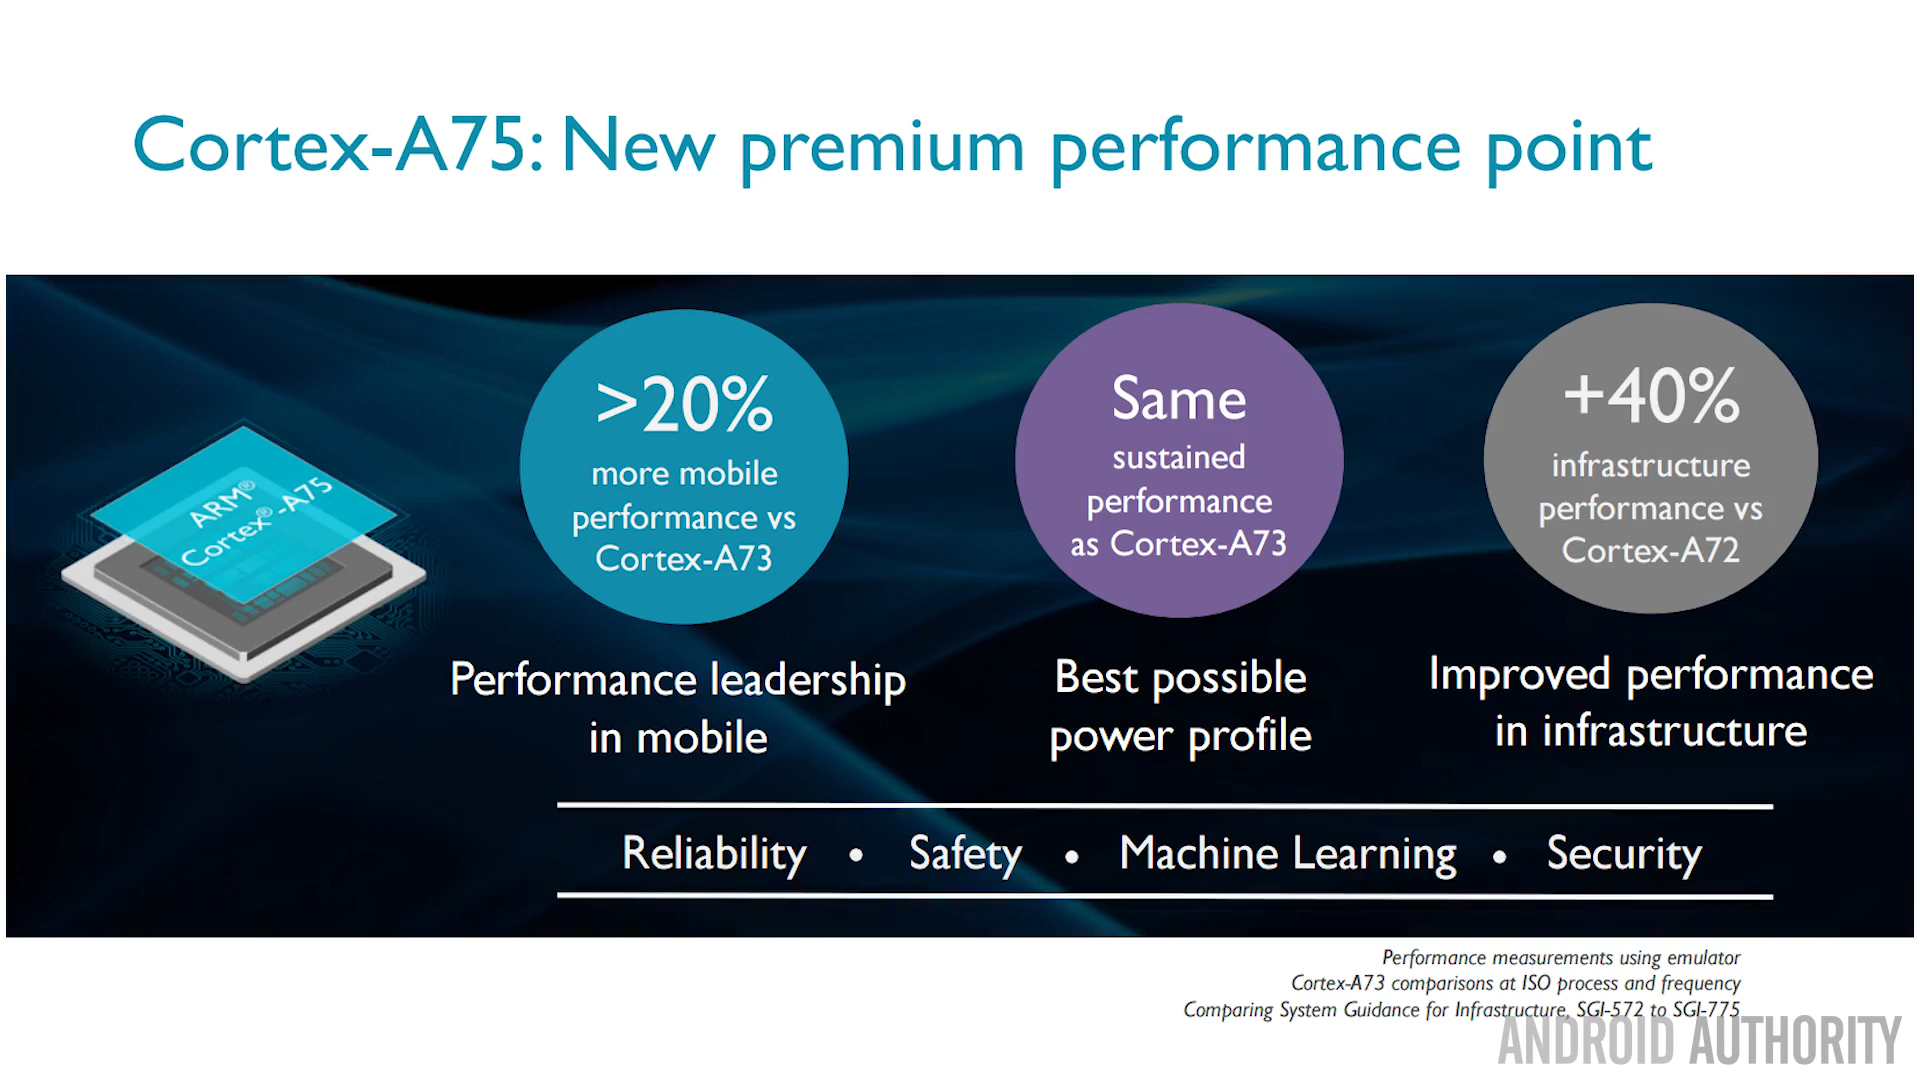 Cortex-A75: New premium performance point
ARM®
Cortex®-A75
>20%
more mobile
performance vs
Cortex-A73
Performance leadership
in mobile
Same
sustained
performance
as Cortex-A73
Best possible
power profile
+40%
infrastructure
performance vs
Cortex-A72
Improved performance
in infrastructure
Reliability • Safety • Machine Learning • Security
Performance measurements using emulator
Cortex-A73 comparisons at ISO process and frequency
Comparing System Guidance for Infrastructure, SGI-572 to SGI-775
ANDROID AUTHORITY